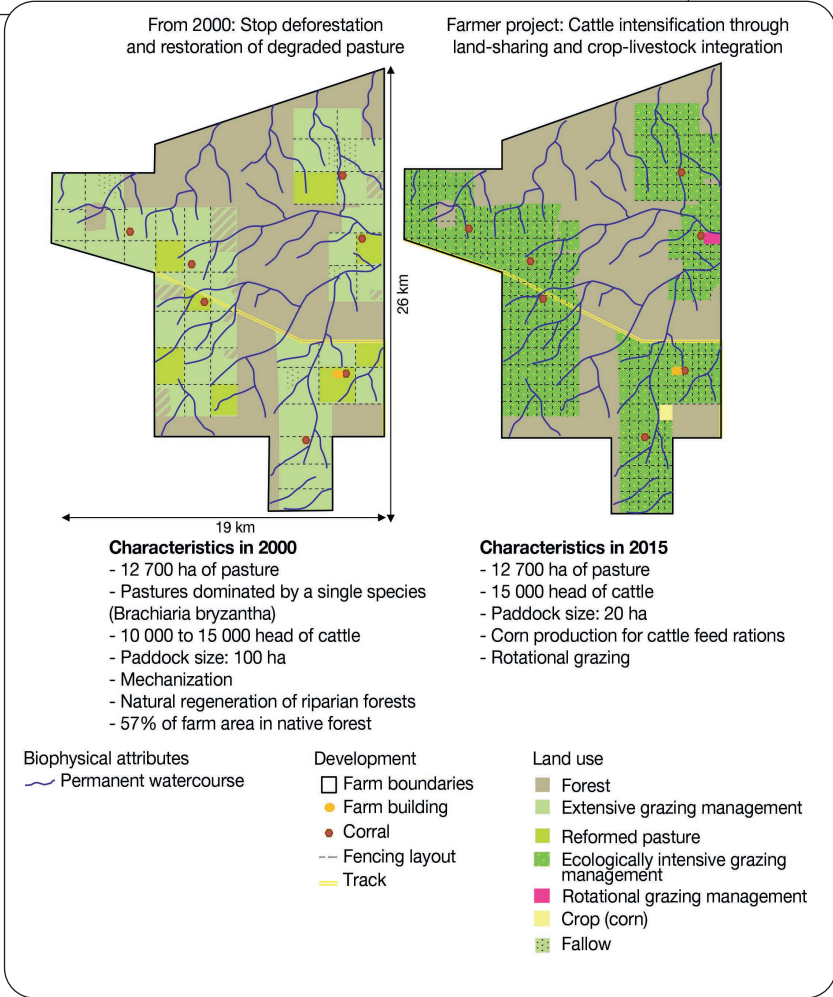 From 2000: Stop deforestation
and restoration of degraded pasture
Farmer project: Cattle intensification through
land-sharing and crop-livestock integration
26 km
19 km
Characteristics in 2000
- 12 700 ha of pasture
- Pastures dominated by a single species
(Brachiaria bryzantha)
- 10 000 to 15 000 head of cattle
- Paddock size: 100 ha
- Mechanization
- Natural regeneration of riparian forests
- 57% of farm area in native forest
Characteristics in 2015
- 12 700 ha of pasture
- 15 000 head of cattle
- Paddock size: 20 ha
- Corn production for cattle feed rations
- Rotational grazing
Biophysical attributes
Permanent watercourse
Development
Farm boundaries
Farm building
Corral
Fencing layout
Track
Land use
Forest
Extensive grazing management
Reformed pasture
Ecologically intensive grazing
management
Rotational grazing management
Crop (corn)
Fallow